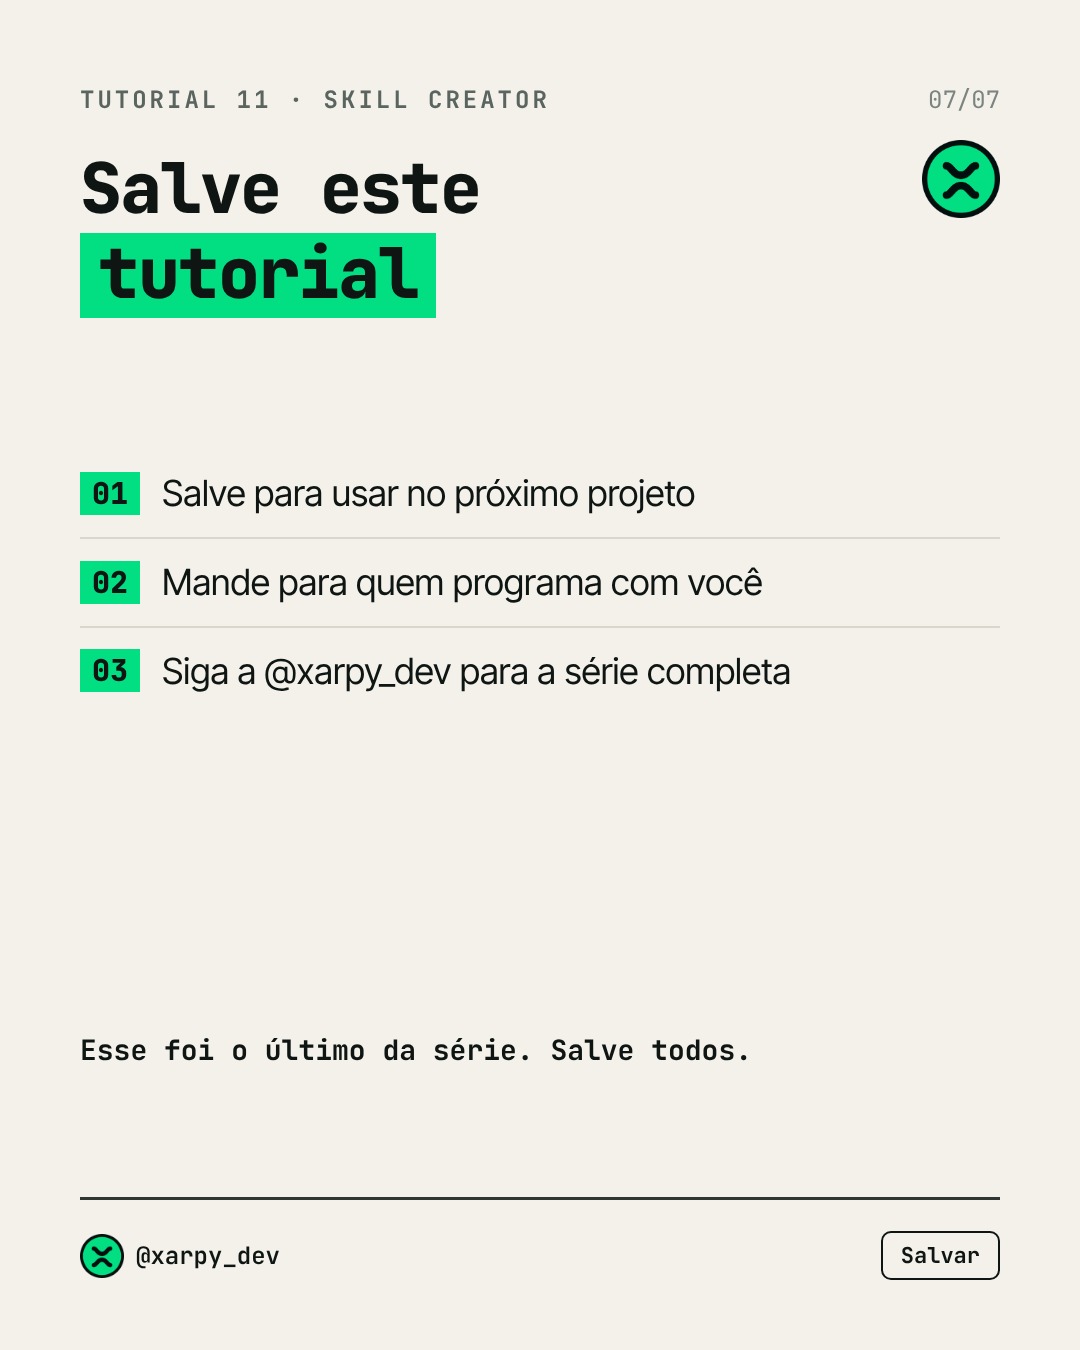 TUTORIAL 11 · SKILL CREATOR
07/07
Salve este
tutorial
01 Salve para usar no próximo projeto
02 Mande para quem programa com você
03 Siga a @xarpy_dev para a série completa
Esse foi o último da série. Salve todos.
@xarpy_dev
Salvar